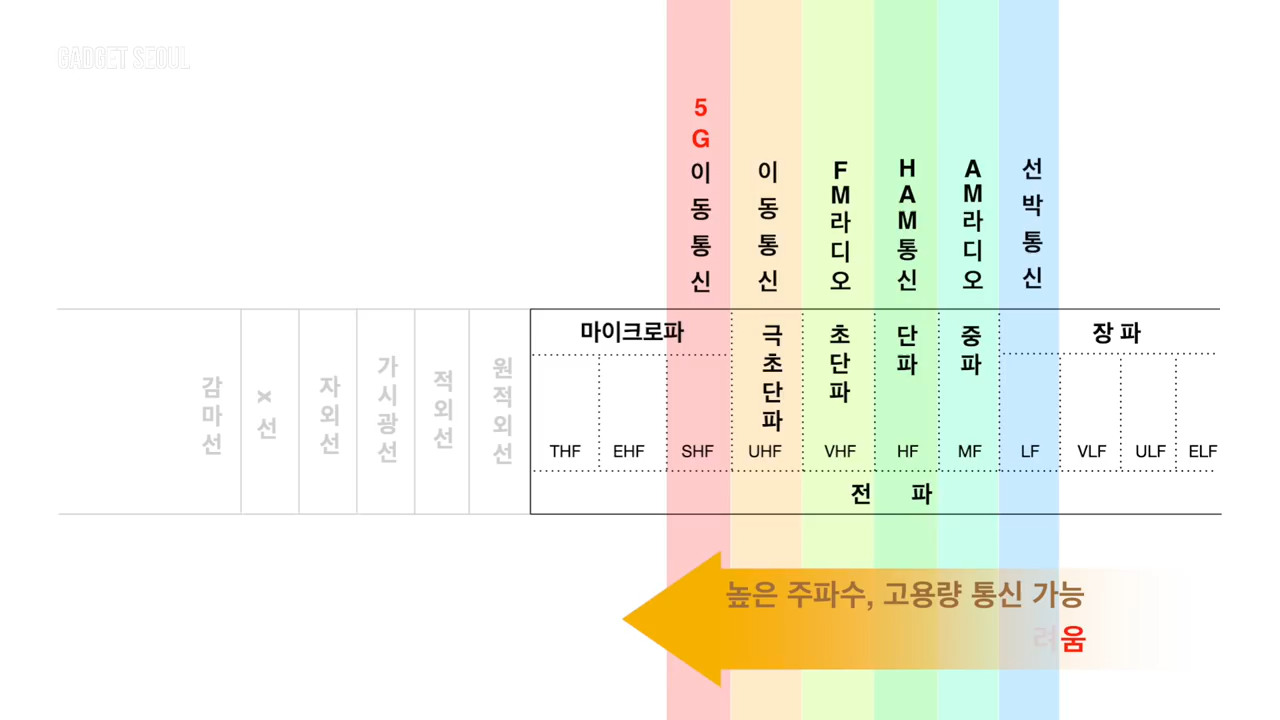 GADGET SEOUL
5G이동통신
이동통신
FM라디오
HAM통신
AM라디오
선박통신
감마선
x선
자외선
가시광선
적외선
원적외선
마이크로파
극초단파
초단파
단파
중파
장 파
THF
EHF
SHF
UHF
VHF
HF
MF
LF
VLF
ULF
ELF
전 파
높은 주파수, 고용량 통신 가능
려움